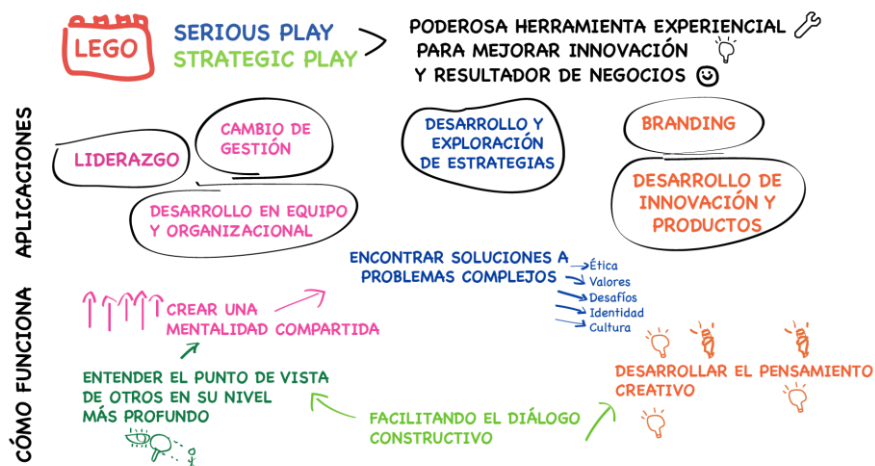 LEGO
SERIOUS PLAY
STRATEGIC PLAY
PODEROSA HERRAMIENTA EXPERIENCIAL
PARA MEJORAR INNOVACIÓN
Y RESULTADOR DE NEGOCIOS
APLICACIONES
LIDERAZGO
CAMBIO DE
GESTIÓN
DESARROLLO EN EQUIPO
Y ORGANIZACIONAL
DESARROLLO Y
EXPLORACIÓN
DE ESTRATEGIAS
BRANDING
DESARROLLO DE
INNOVACIÓN Y
PRODUCTOS
CÓMO FUNCIONA
ENCONTRAR SOLUCIONES A
PROBLEMAS COMPLEJOS
Ética
Valores
Desafíos
Identidad
Cultura
CREAR UNA
MENTALIDAD COMPARTIDA
ENTENDER EL PUNTO DE VISTA
DE OTROS EN SU NIVEL
MÁS PROFUNDO
FACILITANDO EL DIÁLOGO
CONSTRUCTIVO
DESARROLLAR EL PENSAMIENTO
CREATIVO